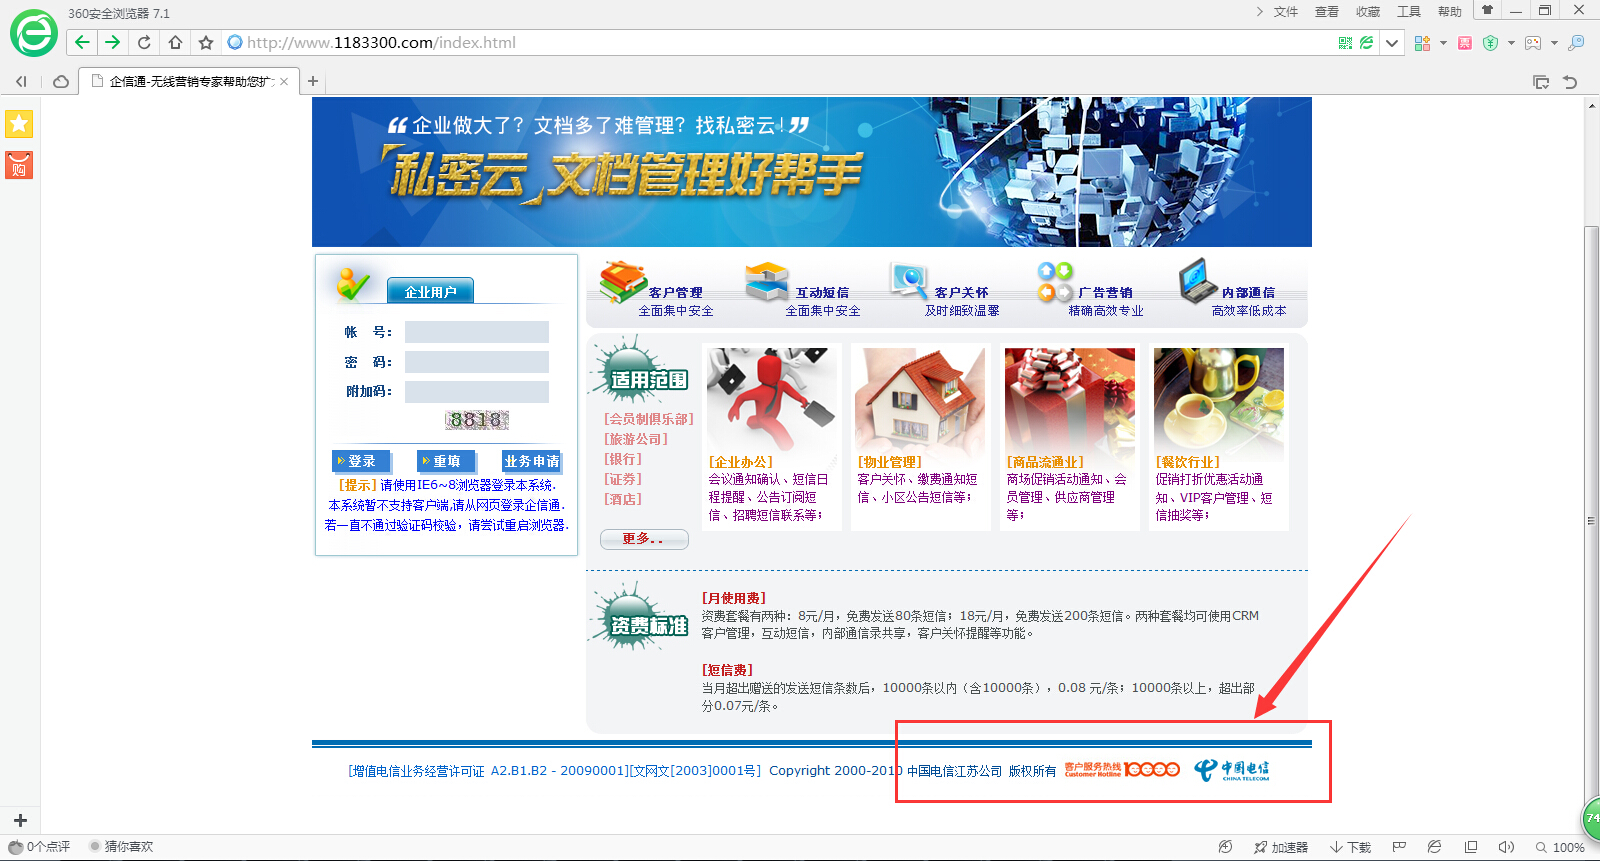 360安全浏览器 7.1
文件 查看 收藏 工具 帮助
http://www.1183300.com/index.html
企信通-无线营销专家帮助您扩
购
“企业做大了？文档多了难管理？找私密云！”
私密云 文档管理好帮手
企业用户
帐 号：
密 码：
附加码：
8818
登录 重填 业务申请
[提示] 请使用IE6~8浏览器登录本系统.
本系统暂不支持客户端,请从网页登录企信通.
若一直不通过验证码校验，请尝试重启浏览器.
客户管理
全面集中安全
互动短信
全面集中安全
客户关怀
及时细致温馨
广告营销
精确高效专业
内部通信
高效率低成本
适用范围
[会员制俱乐部]
[旅游公司]
[银行]
[证券]
[酒店]
更多..
[企业办公]
会议通知确认、短信日
程提醒、公告订阅短
信、招聘短信联系等；
[物业管理]
客户关怀、缴费通知短
信、小区公告短信等；
[商品流通业]
商场促销活动通知、会
员管理、供应商管理
等；
[餐饮行业]
促销打折优惠活动通
知、VIP客户管理、短
信抽奖等；
资费标准
[月使用费]
资费套餐有两种：8元/月，免费发送80条短信；18元/月，免费发送200条短信。两种套餐均可使用CRM
客户管理，互动短信，内部通信录共享，客户关怀提醒等功能。
[短信费]
当月超出赠送的发送短信条数后，10000条以内（含10000条），0.08 元/条；10000条以上，超出部
分0.07元/条。
[增值电信业务经营许可证 A2.B1.B2 - 20090001][文网文[2003]0001号] Copyright 2000-2010 中国电信江苏公司 版权所有
客户服务热线
Customer Hotline 10000
中国电信
CHINA TELECOM
74
0个点评 猜你喜欢
加速器 下载 100%